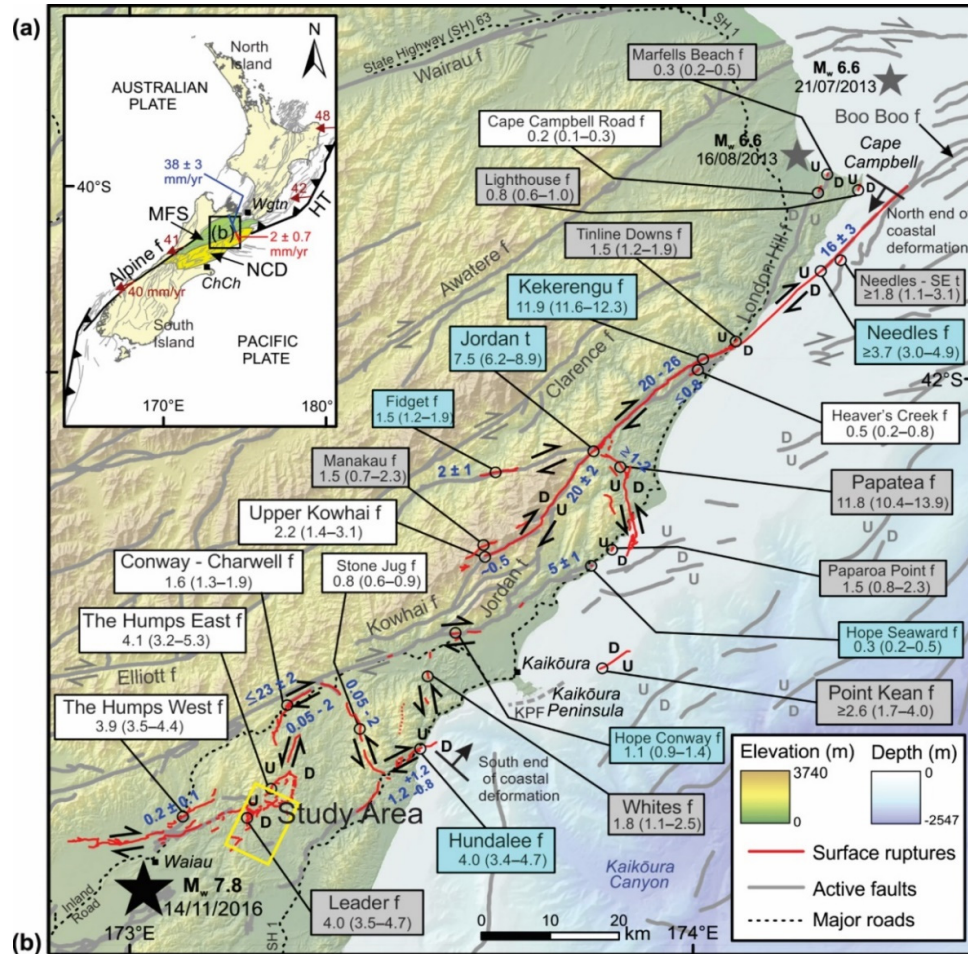 (a)
N
North
Island
AUSTRALIAN
PLATE
48
38 ± 3
mm/yr
40°S
42
Wgtn
HT
MFS
(b)
41
2 ± 0.7
mm/yr
Alpine f
NCD
ChCh
40 mm/yr
South
Island
PACIFIC
PLATE
170°E
180°
State Highway (SH) 63
SH 1
Wairau f
Marfells Beach f
0.3 (0.2–0.5)
Mw 6.6
21/07/2013
Boo Boo f
Cape Campbell Road f
0.2 (0.1–0.3)
Mw 6.6
16/08/2013
Cape
Campbell
U
D
U
D
Lighthouse f
0.8 (0.6–1.0)
D
U
North end of
coastal
deformation
Tinline Downs f
1.5 (1.2–1.9)
London Hill f
16 ± 3
Awatere f
Needles - SE t
≥1.8 (1.1–3.1)
Kekerengu f
11.9 (11.6–12.3)
U
D
Needles f
≥3.7 (3.0–4.9)
Jordan t
7.5 (6.2–8.9)
U
D
42°S
Clarence f
20 - 26
≤0.8
Fidget f
1.5 (1.2–1.9)
Heaver's Creek f
0.5 (0.2–0.8)
Manakau f
1.5 (0.7–2.3)
2 ± 1
≥1.2
D
U
20 ± 2
U
D
D
U
Papatea f
11.8 (10.4–13.9)
Upper Kowhai f
2.2 (1.4–3.1)
Conway - Charwell f
1.6 (1.3–1.9)
Stone Jug f
0.8 (0.6–0.9)
~0.5
5 ± 1
U
D
U
D
Paparoa Point f
1.5 (0.8–2.3)
The Humps East f
4.1 (3.2–5.3)
Kowhai f
Jordan t
Hope Seaward f
0.3 (0.2–0.5)
Elliott f
Kaikōura
D
U
The Humps West f
3.9 (3.5–4.4)
≤23 ± 2
0.05 - 2
0.05 - 2
KPF
Kaikōura
Peninsula
Point Kean f
≥2.6 (1.7–4.0)
U
D
Hope Conway f
1.1 (0.9–1.4)
U
D
South end
of coastal
deformation
1.2 +1.2 -0.8
0.2 ± 0.1
U
D
Study Area
Whites f
1.8 (1.1–2.5)
Waiau
Hundalee f
4.0 (3.4–4.7)
Kaikōura
Canyon
Mw 7.8
14/11/2016
Leader f
4.0 (3.5–4.7)
Inland
Road
SH 1
0 10 20
km
173°E
174°E
Elevation (m)
3740
0
Depth (m)
0
-2547
Surface ruptures
Active faults
Major roads
(b)